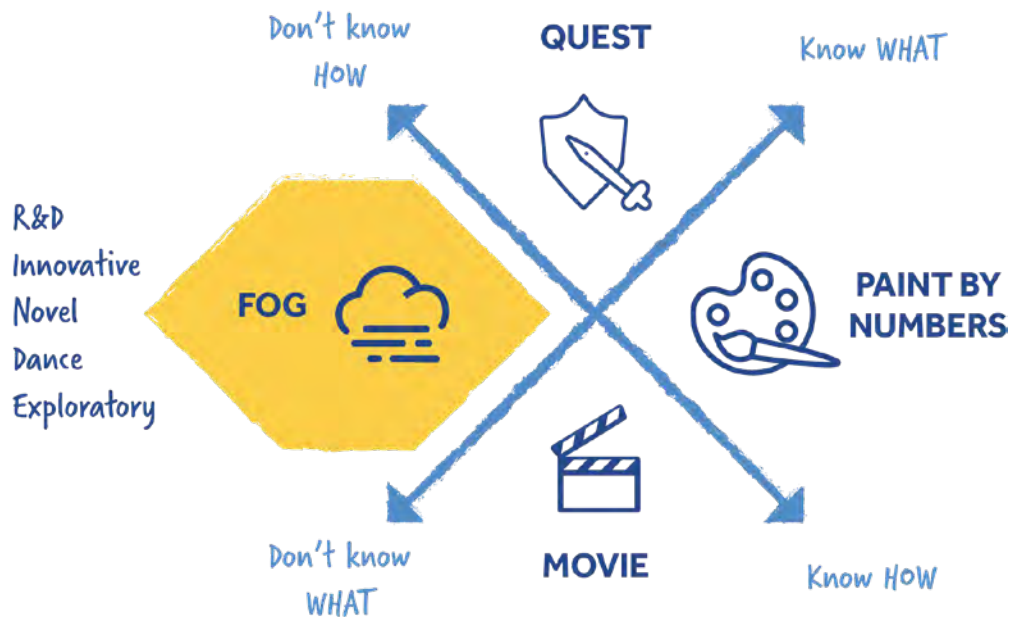 Don't know
HOW
QUEST
Know WHAT
R&D
Innovative
Novel
Dance
Exploratory
FOG
PAINT BY
NUMBERS
Don't know
WHAT
MOVIE
Know HOW